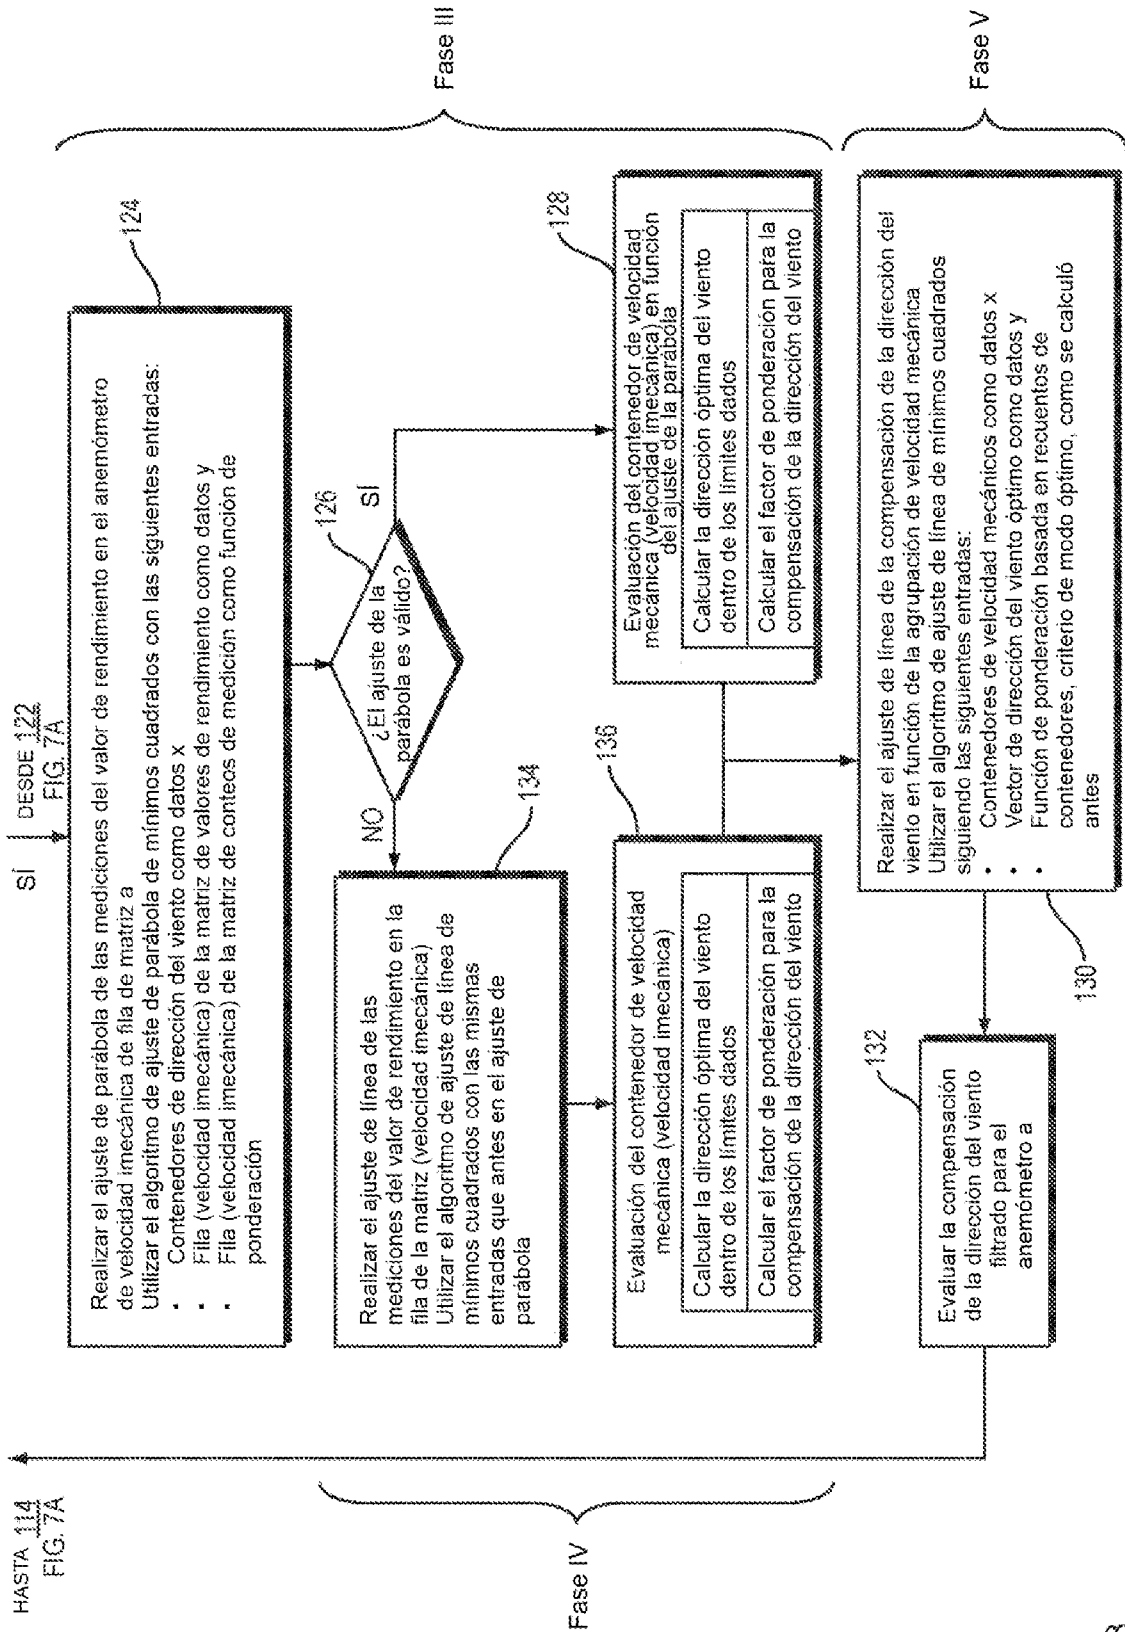 SÍ
DESDE 122
FIG. 7A
HASTA 114
FIG. 7A
Realizar el ajuste de parábola de las mediciones del valor de rendimiento en el anemómetro
de velocidad imecánica de fila de matriz a
Utilizar el algoritmo de ajuste de parábola de mínimos cuadrados con las siguientes entradas:
• Contenedores de dirección del viento como datos x
• Fila (velocidad imecánica) de la matriz de valores de rendimiento como datos y
• Fila (velocidad imecánica) de la matriz de conteos de medición como función de
ponderación
124
Fase III
¿El ajuste de la
parábola es válido?
126
SÍ
NO
Realizar el ajuste de línea de las
mediciones del valor de rendimiento en la
fila de la matriz (velocidad imecánica)
Utilizar el algoritmo de ajuste de línea de
mínimos cuadrados con las mismas
entradas que antes en el ajuste de
parábola
134
Evaluación del contenedor de velocidad
mecánica (velocidad imecánica)
Calcular la dirección óptima del viento
dentro de los límites dados
Calcular el factor de ponderación para la
compensación de la dirección del viento
136
Evaluación del contenedor de velocidad
mecánica (velocidad imecánica) en función
del ajuste de la parábola
Calcular la dirección óptima del viento
dentro de los límites dados
Calcular el factor de ponderación para la
compensación de la dirección del viento
128
Fase IV
Realizar el ajuste de línea de la compensación de la dirección del
viento en función de la agrupación de velocidad mecánica
Utilizar el algoritmo de ajuste de línea de mínimos cuadrados
siguiendo las siguientes entradas:
• Contenedores de velocidad mecánicos como datos x
• Vector de dirección del viento óptimo como datos y
• Función de ponderación basada en recuentos de
contenedores, criterio de modo óptimo, como se calculó
antes
130
Fase V
Evaluar la compensación
de la dirección del viento
filtrado para el
anemómetro a
132